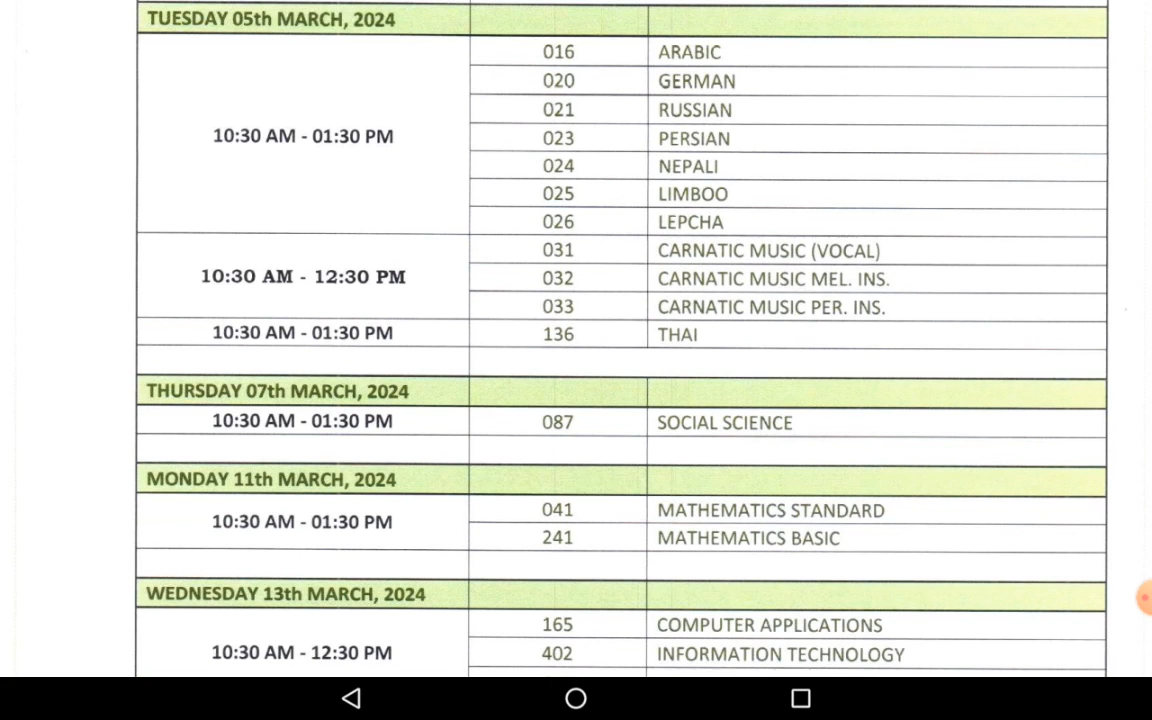 TUESDAY 05th MARCH, 2024
10:30 AM - 01:30 PM
016 ARABIC
020 GERMAN
021 RUSSIAN
023 PERSIAN
024 NEPALI
025 LIMBOO
026 LEPCHA
10:30 AM - 12:30 PM
031 CARNATIC MUSIC (VOCAL)
032 CARNATIC MUSIC MEL. INS.
033 CARNATIC MUSIC PER. INS.
10:30 AM - 01:30 PM 136 THAI
THURSDAY 07th MARCH, 2024
10:30 AM - 01:30 PM 087 SOCIAL SCIENCE
MONDAY 11th MARCH, 2024
10:30 AM - 01:30 PM
041 MATHEMATICS STANDARD
241 MATHEMATICS BASIC
WEDNESDAY 13th MARCH, 2024
10:30 AM - 12:30 PM
165 COMPUTER APPLICATIONS
402 INFORMATION TECHNOLOGY